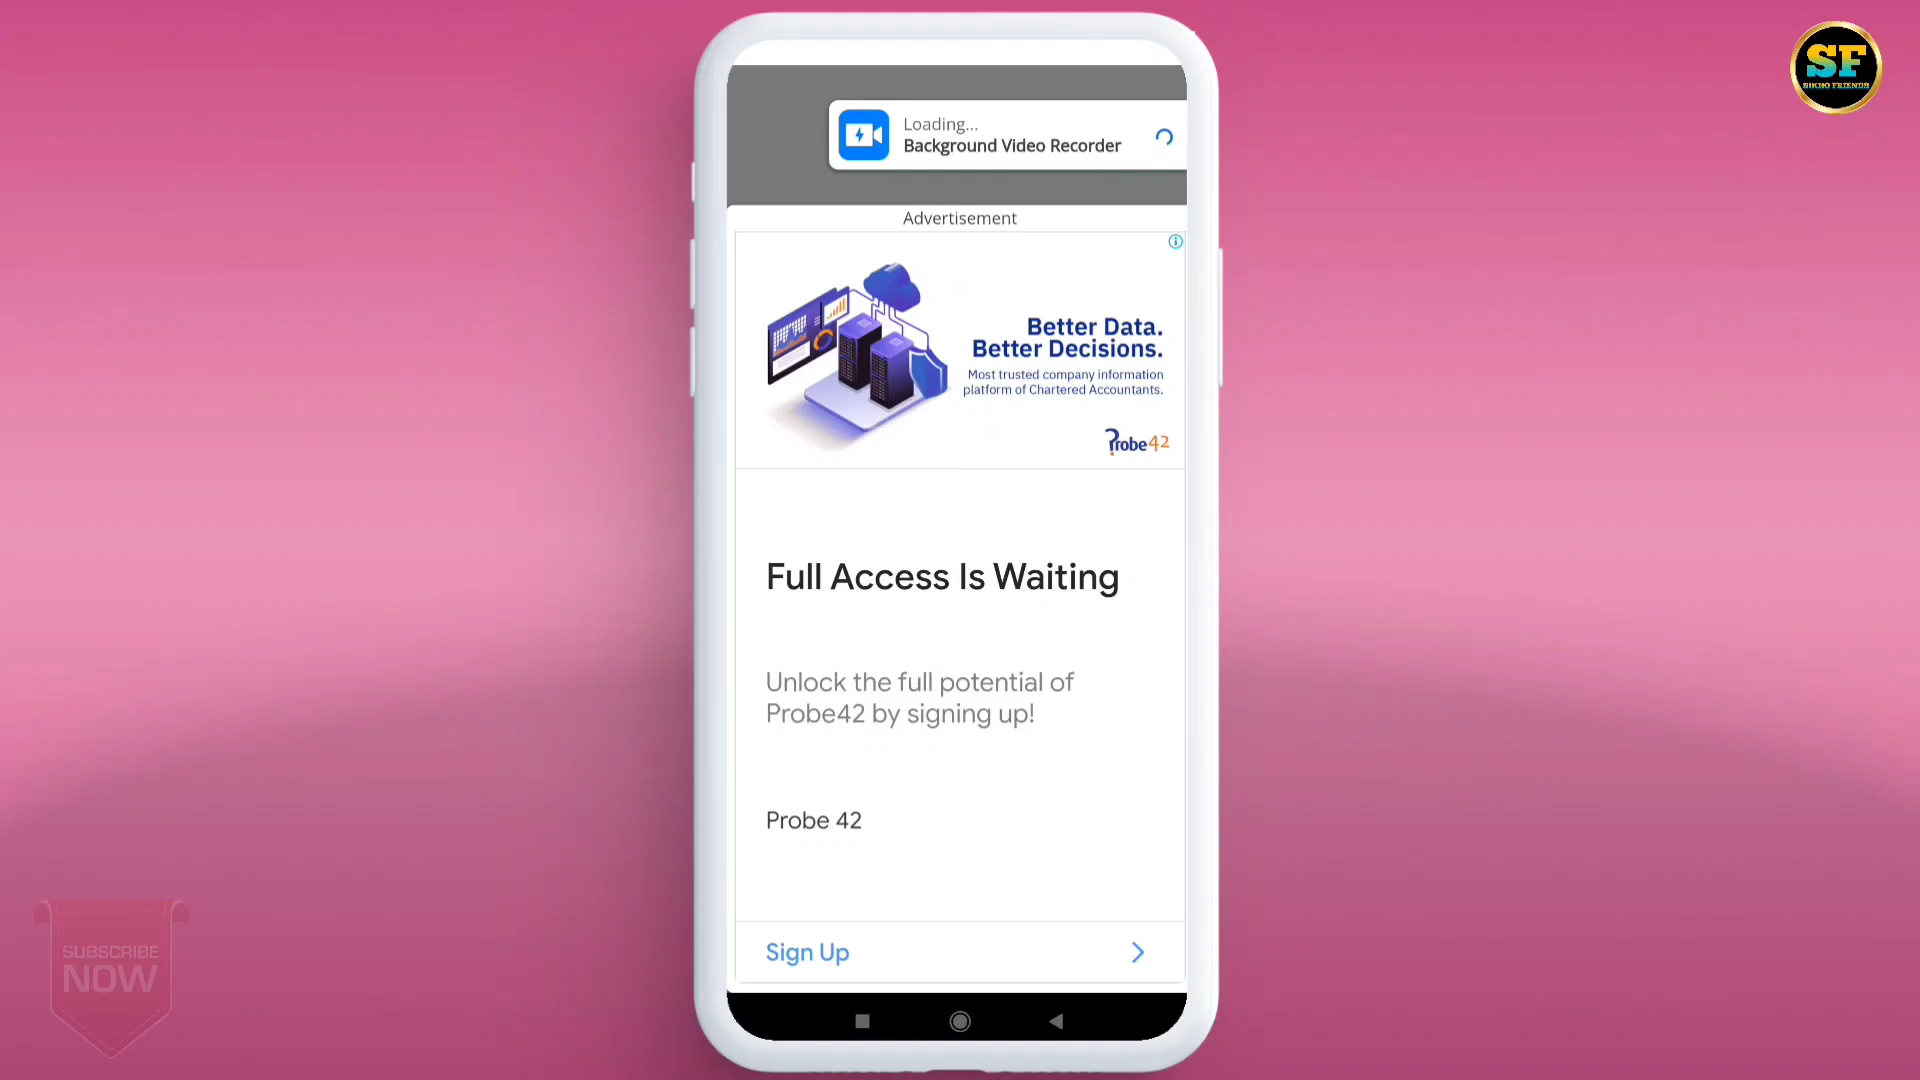 SF
SIKHO FRIENDS
Loading...
Background Video Recorder
Advertisement
Better Data.
Better Decisions.
Most trusted company information
platform of Chartered Accountants.
Probe42
Full Access Is Waiting
Unlock the full potential of
Probe42 by signing up!
Probe 42
Sign Up
SUBSCRIBE
NOW